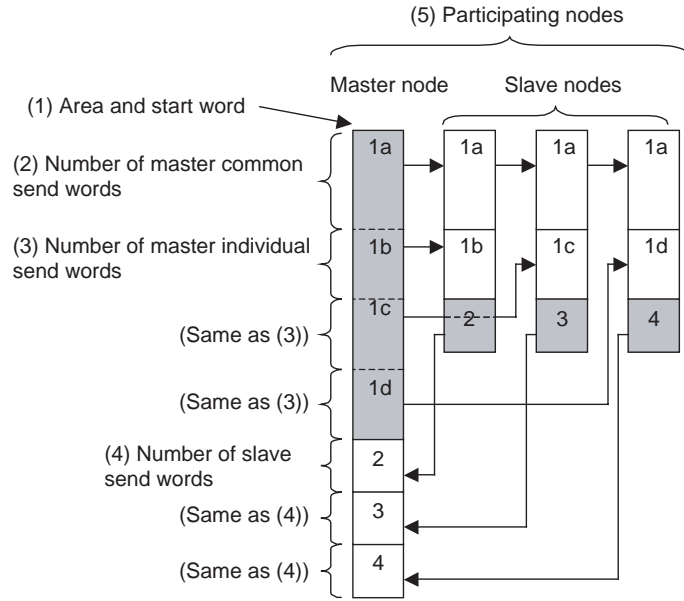 (5) Participating nodes
Master node
Slave nodes
(1) Area and start word
1a
1a
1a
1a
(2) Number of master common
send words
1b
1b
1c
1d
(3) Number of master individual
send words
1c
2
3
4
(Same as (3))
1d
(Same as (3))
(4) Number of slave
send words
2
(Same as (4))
3
(Same as (4))
4